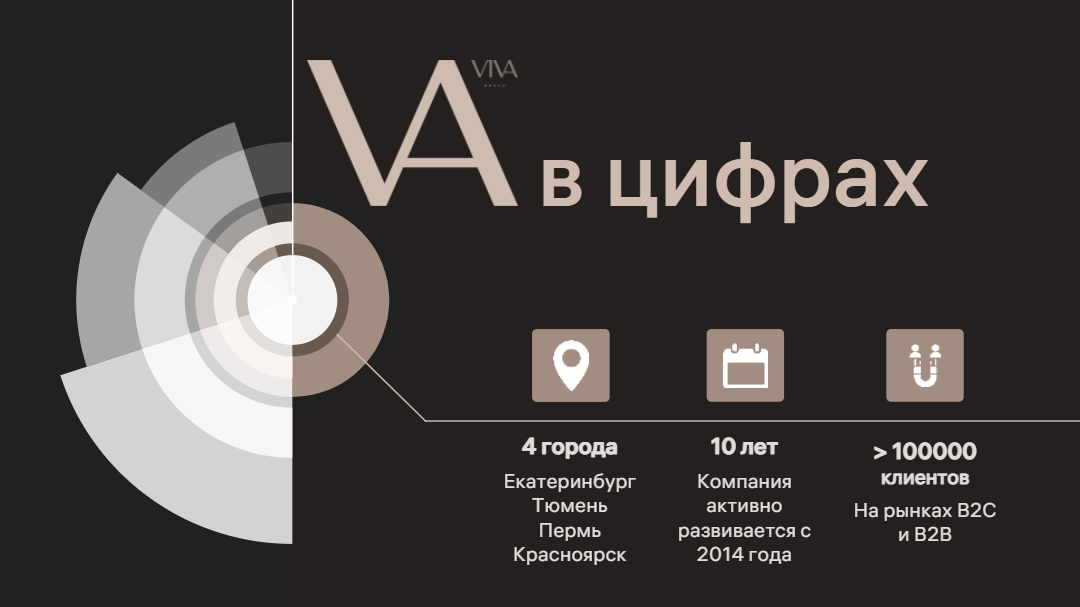 VA
VIVA
GROUP
в цифрах
4 города
Екатеринбург
Тюмень
Пермь
Красноярск
10 лет
Компания
активно
развивается с
2014 года
> 100000
клиентов
На рынках B2C
и B2B